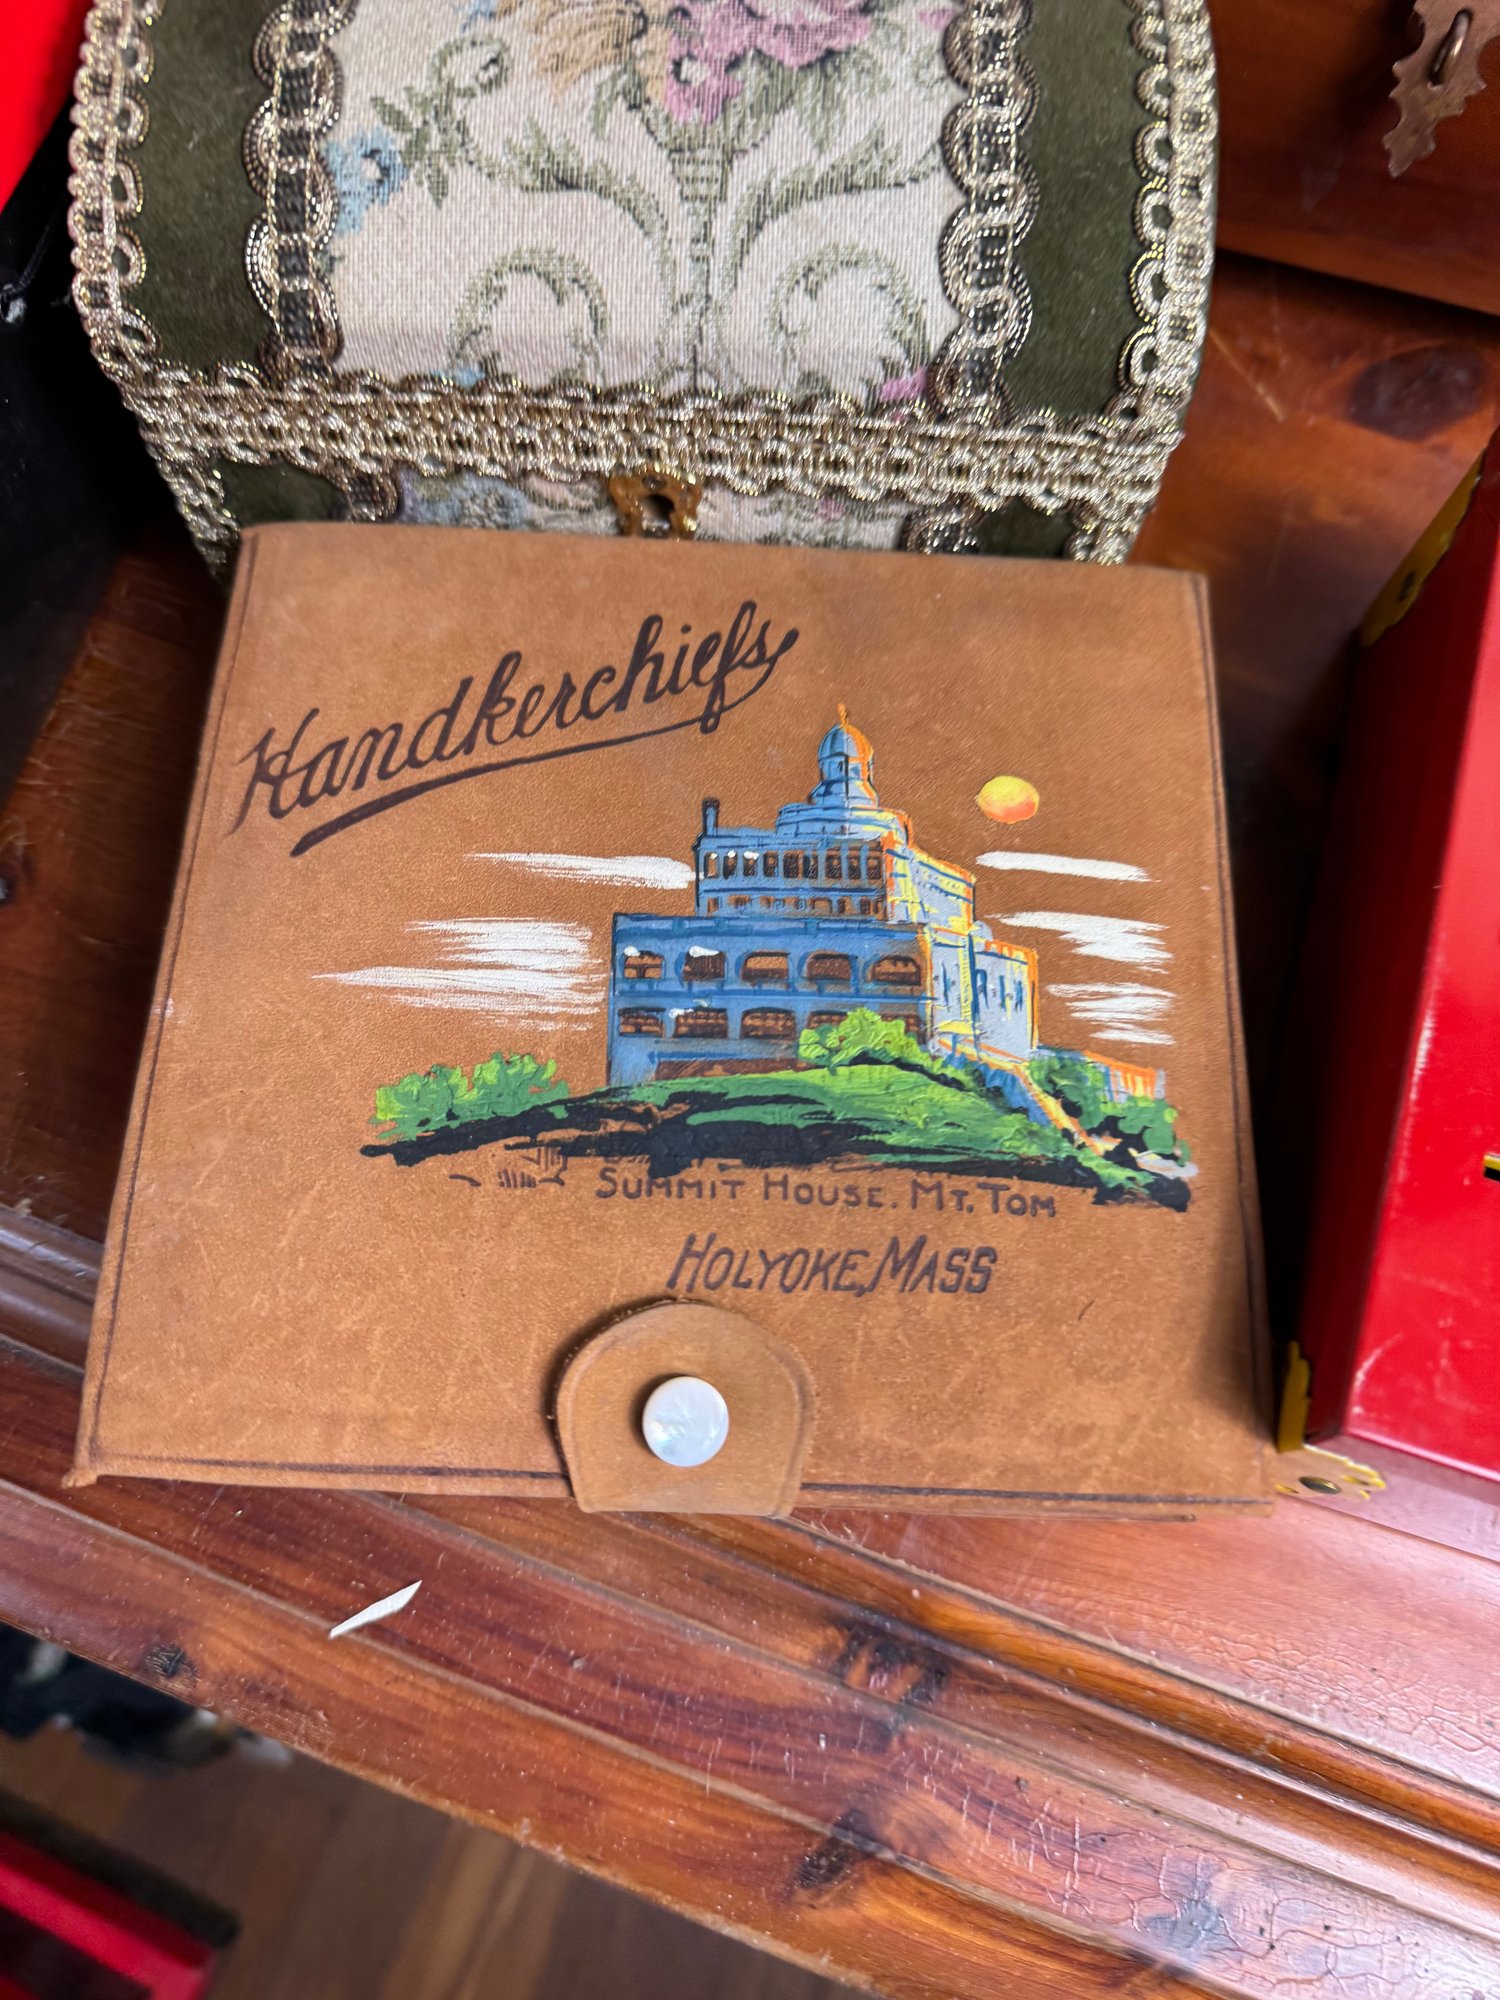 Handkerchiefs
SUMMIT HOUSE. MT. TOM
HOLYOKE, MASS